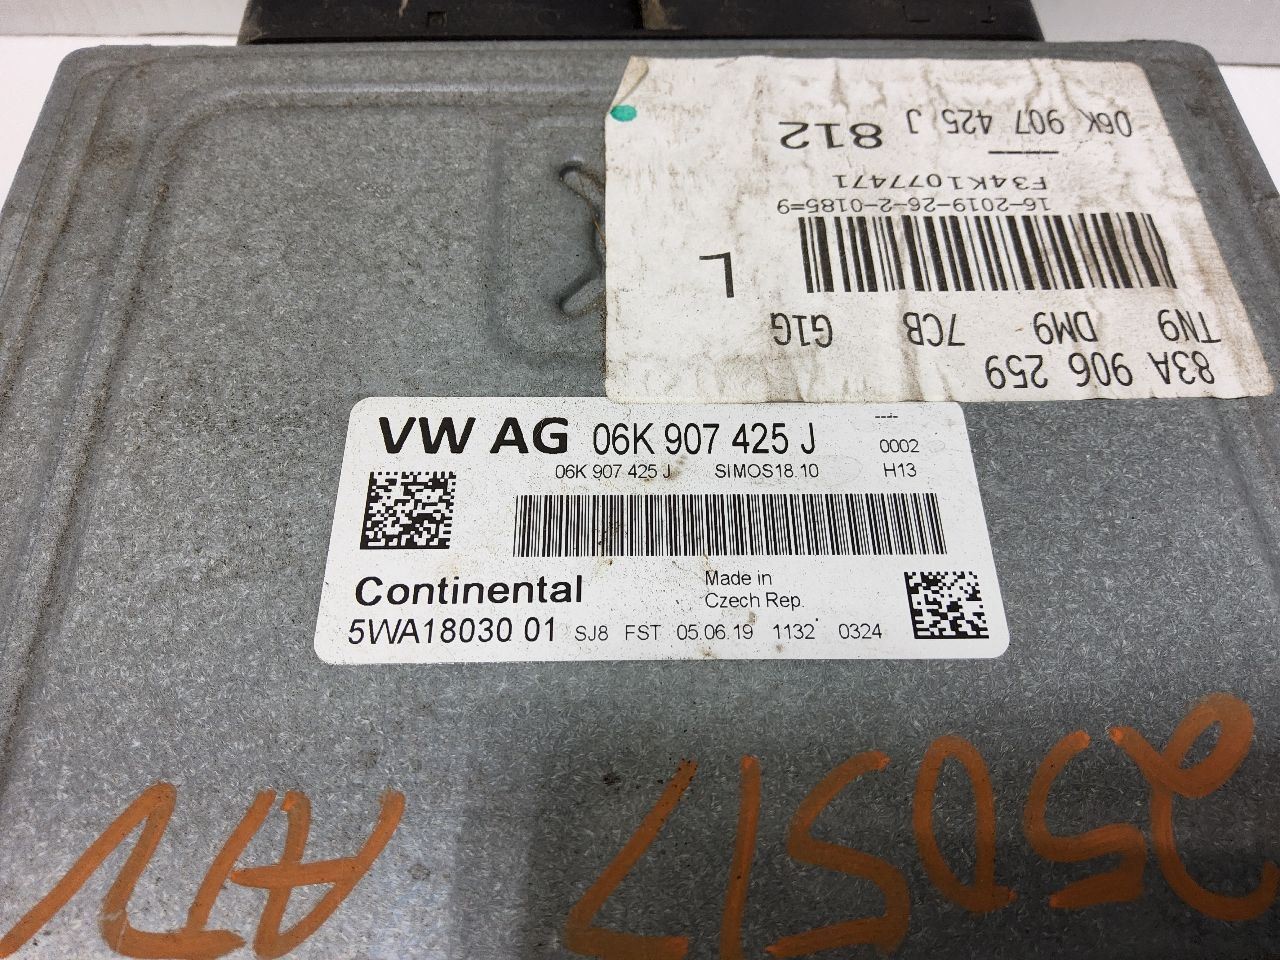 83A 906 259
TN9 DM9 7CB G1G
L
16-2019-26-2-0185=9
F34K1077471
06K 907 425 J 812
VW AG 06K 907 425 J ----
0002
06K 907 425 J SIMOS18.10 H13
Continental Made in
Czech Rep.
5WA18030 01 SJ8 FST 05.06.19 1132 0324
250517 AN